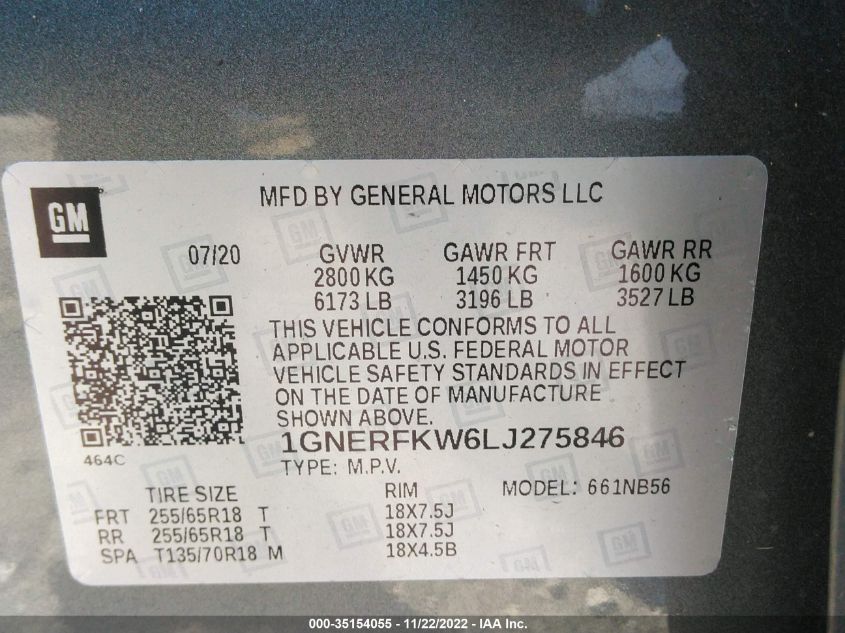 GM
MFD BY GENERAL MOTORS LLC
07/20 GVWR GAWR FRT GAWR RR
2800 KG 1450 KG 1600 KG
6173 LB 3196 LB 3527 LB
THIS VEHICLE CONFORMS TO ALL
APPLICABLE U.S. FEDERAL MOTOR
VEHICLE SAFETY STANDARDS IN EFFECT
ON THE DATE OF MANUFACTURE
SHOWN ABOVE.
1GNERFKW6LJ275846
464C
TYPE: M.P.V.
TIRE SIZE RIM MODEL: 661NB56
FRT 255/65R18 T 18X7.5J
RR 255/65R18 T 18X7.5J
SPA T135/70R18 M 18X4.5B
000-35154055 - 11/22/2022 - IAA Inc.